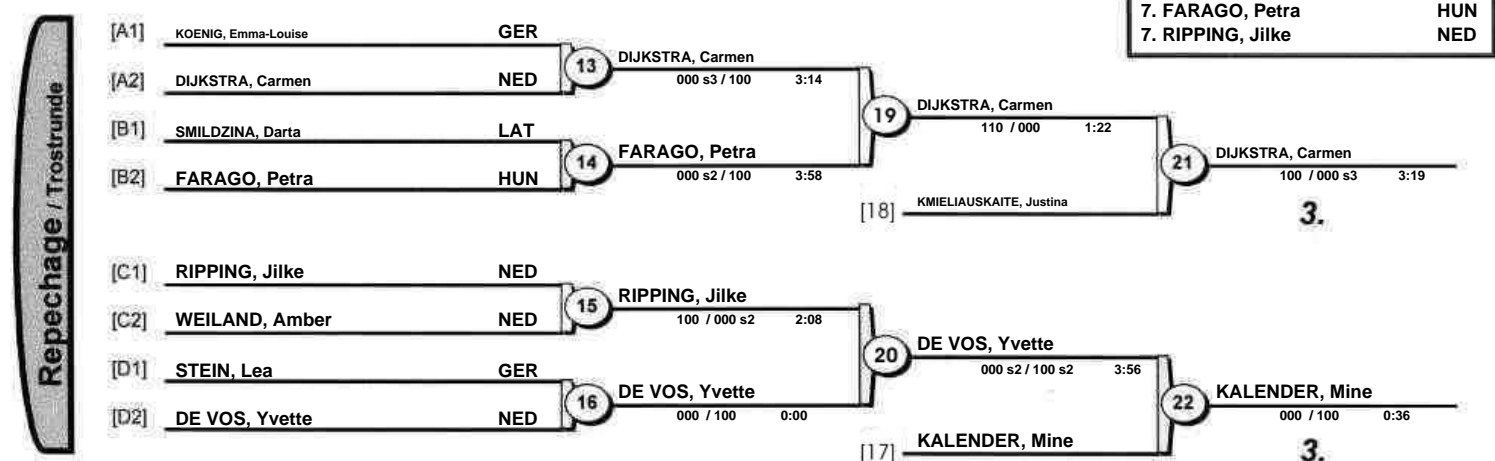 7. FARAGO, Petra HUN
7. RIPPING, Jilke NED
Repechage / Trostrunde
[A1] KOENIG, Emma-Louise GER
13 DIJKSTRA, Carmen
000 s3 / 100 3:14
[A2] DIJKSTRA, Carmen NED
19 DIJKSTRA, Carmen
110 / 000 1:22
[B1] SMILDZINA, Darta LAT
14 FARAGO, Petra
000 s2 / 100 3:58
[B2] FARAGO, Petra HUN
21 DIJKSTRA, Carmen
100 / 000 s3 3:19
[18] KMIELIAUSKAITE, Justina
3.
[C1] RIPPING, Jilke NED
15 RIPPING, Jilke
100 / 000 s2 2:08
[C2] WEILAND, Amber NED
20 DE VOS, Yvette
000 s2 / 100 s2 3:56
[D1] STEIN, Lea GER
16 DE VOS, Yvette
000 / 100 0:00
[D2] DE VOS, Yvette NED
22 KALENDER, Mine
000 / 100 0:36
[17] KALENDER, Mine
3.